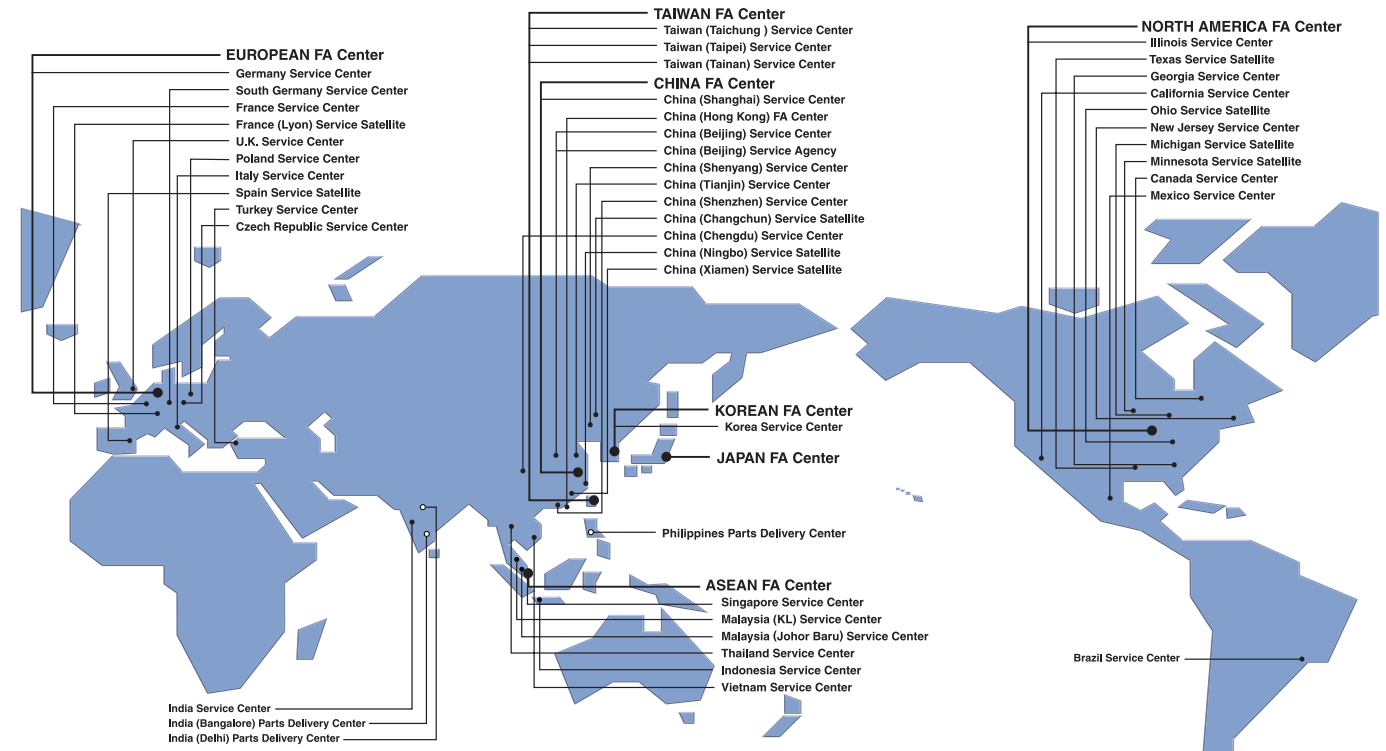 EUROPEAN FA Center
Germany Service Center
South Germany Service Center
France Service Center
France (Lyon) Service Satellite
U.K. Service Center
Poland Service Center
Italy Service Center
Spain Service Satellite
Turkey Service Center
Czech Republic Service Center
TAIWAN FA Center
Taiwan (Taichung ) Service Center
Taiwan (Taipei) Service Center
Taiwan (Tainan) Service Center
CHINA FA Center
China (Shanghai) Service Center
China (Hong Kong) FA Center
China (Beijing) Service Center
China (Beijing) Service Agency
China (Shenyang) Service Center
China (Tianjin) Service Center
China (Shenzhen) Service Center
China (Changchun) Service Satellite
China (Chengdu) Service Center
China (Ningbo) Service Satellite
China (Xiamen) Service Satellite
NORTH AMERICA FA Center
Illinois Service Center
Texas Service Satellite
Georgia Service Center
California Service Center
Ohio Service Satellite
New Jersey Service Center
Michigan Service Satellite
Minnesota Service Satellite
Canada Service Center
Mexico Service Center
KOREAN FA Center
Korea Service Center
JAPAN FA Center
Philippines Parts Delivery Center
ASEAN FA Center
Singapore Service Center
Malaysia (KL) Service Center
Malaysia (Johor Baru) Service Center
Thailand Service Center
Indonesia Service Center
Vietnam Service Center
Brazil Service Center
India Service Center
India (Bangalore) Parts Delivery Center
India (Delhi) Parts Delivery Center